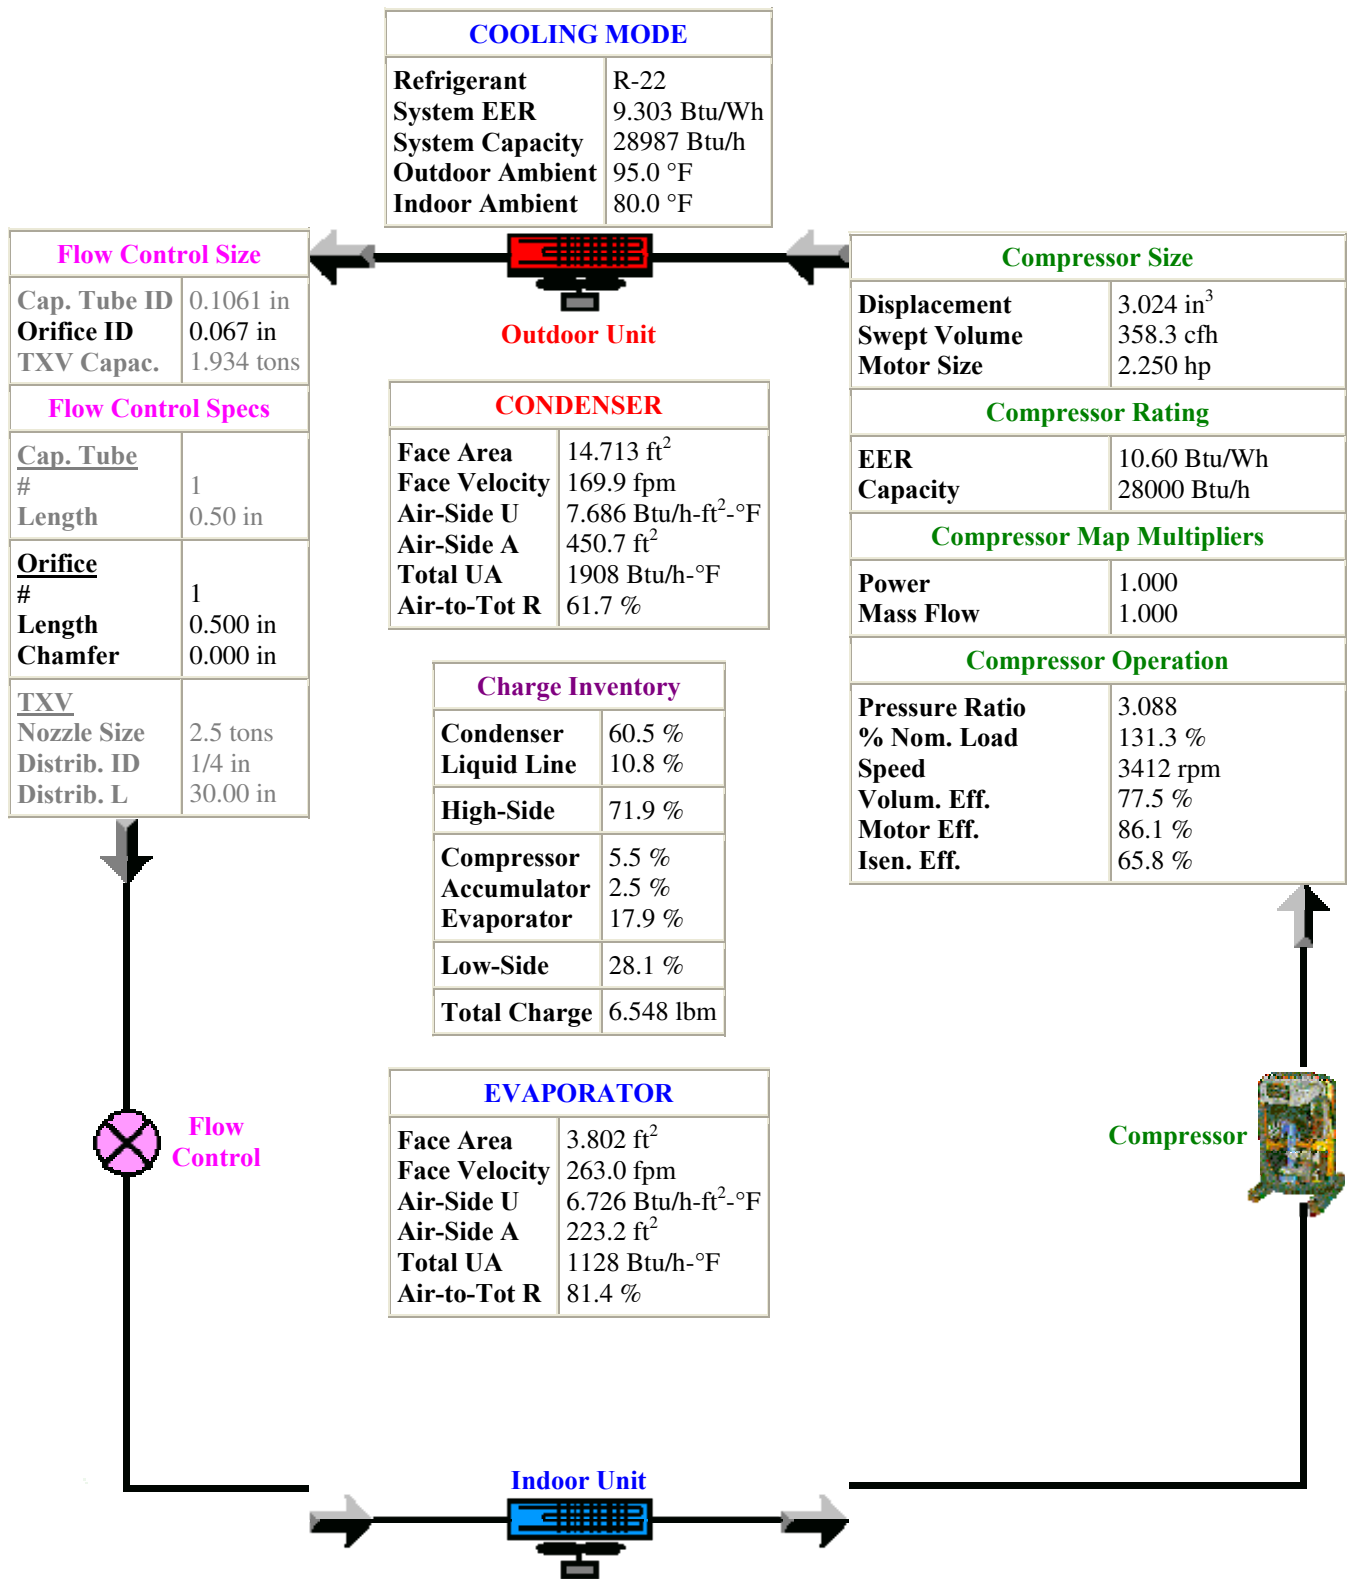 COOLING MODE
Refrigerant R-22
System EER 9.303 Btu/Wh
System Capacity 28987 Btu/h
Outdoor Ambient 95.0 °F
Indoor Ambient 80.0 °F
Flow Control Size
Cap. Tube ID 0.1061 in
Orifice ID 0.067 in
TXV Capac. 1.934 tons
Flow Control Specs
Cap. Tube
# 1
Length 0.50 in
Orifice
# 1
Length 0.500 in
Chamfer 0.000 in
TXV
Nozzle Size 2.5 tons
Distrib. ID 1/4 in
Distrib. L 30.00 in
Outdoor Unit
CONDENSER
Face Area 14.713 ft²
Face Velocity 169.9 fpm
Air-Side U 7.686 Btu/h-ft²-°F
Air-Side A 450.7 ft²
Total UA 1908 Btu/h-°F
Air-to-Tot R 61.7 %
Charge Inventory
Condenser 60.5 %
Liquid Line 10.8 %
High-Side 71.9 %
Compressor 5.5 %
Accumulator 2.5 %
Evaporator 17.9 %
Low-Side 28.1 %
Total Charge 6.548 lbm
Compressor Size
Displacement 3.024 in³
Swept Volume 358.3 cfh
Motor Size 2.250 hp
Compressor Rating
EER 10.60 Btu/Wh
Capacity 28000 Btu/h
Compressor Map Multipliers
Power 1.000
Mass Flow 1.000
Compressor Operation
Pressure Ratio 3.088
% Nom. Load 131.3 %
Speed 3412 rpm
Volum. Eff. 77.5 %
Motor Eff. 86.1 %
Isen. Eff. 65.8 %
EVAPORATOR
Face Area 3.802 ft²
Face Velocity 263.0 fpm
Air-Side U 6.726 Btu/h-ft²-°F
Air-Side A 223.2 ft²
Total UA 1128 Btu/h-°F
Air-to-Tot R 81.4 %
Flow
Control
Compressor
Indoor Unit